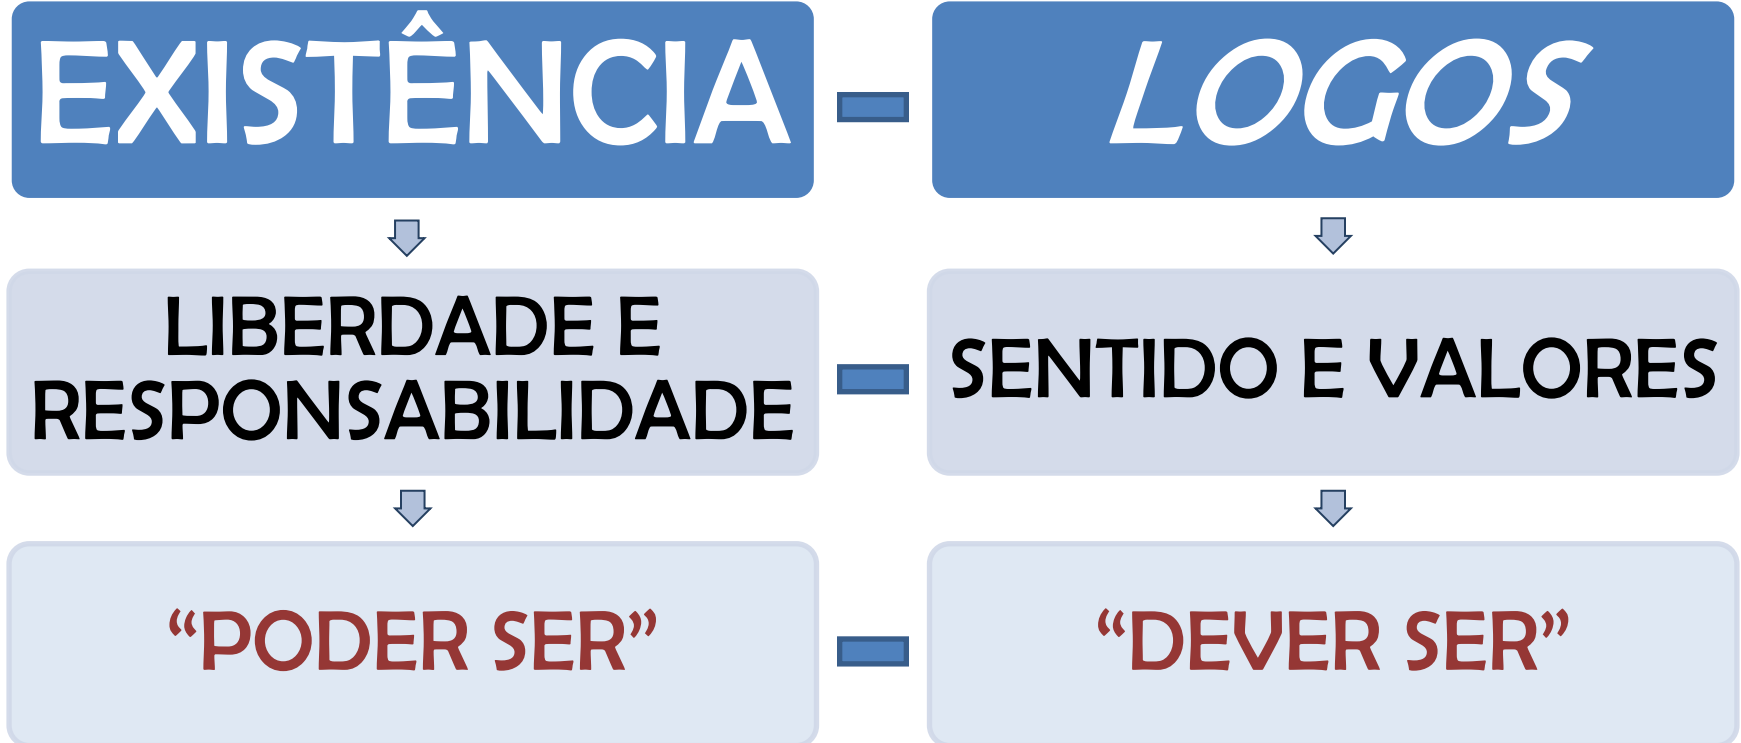 EXISTÊNCIA
LOGOS
LIBERDADE E
RESPONSABILIDADE
SENTIDO E VALORES
“PODER SER”
“DEVER SER”